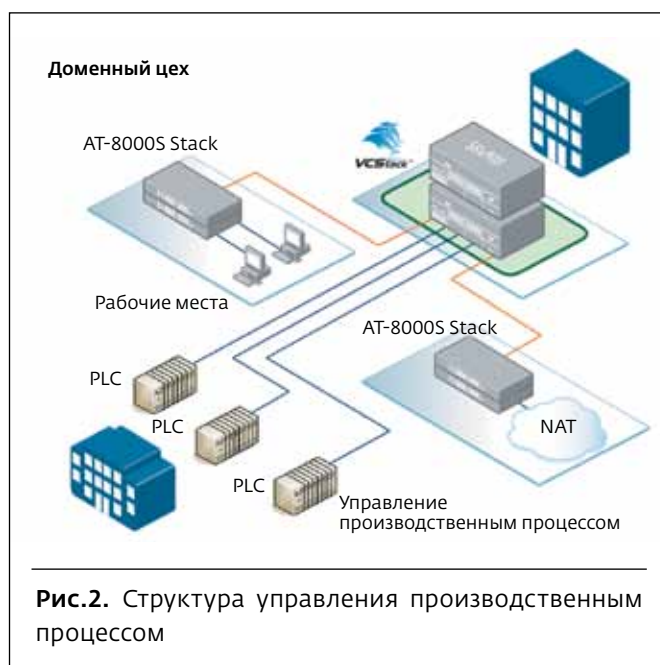 Доменный цех
AT-8000S Stack
VCStack™
Рабочие места
AT-8000S Stack
PLC
PLC
NAT
PLC
Управление
производственным процессом
Рис.2. Структура управления производственным
процессом